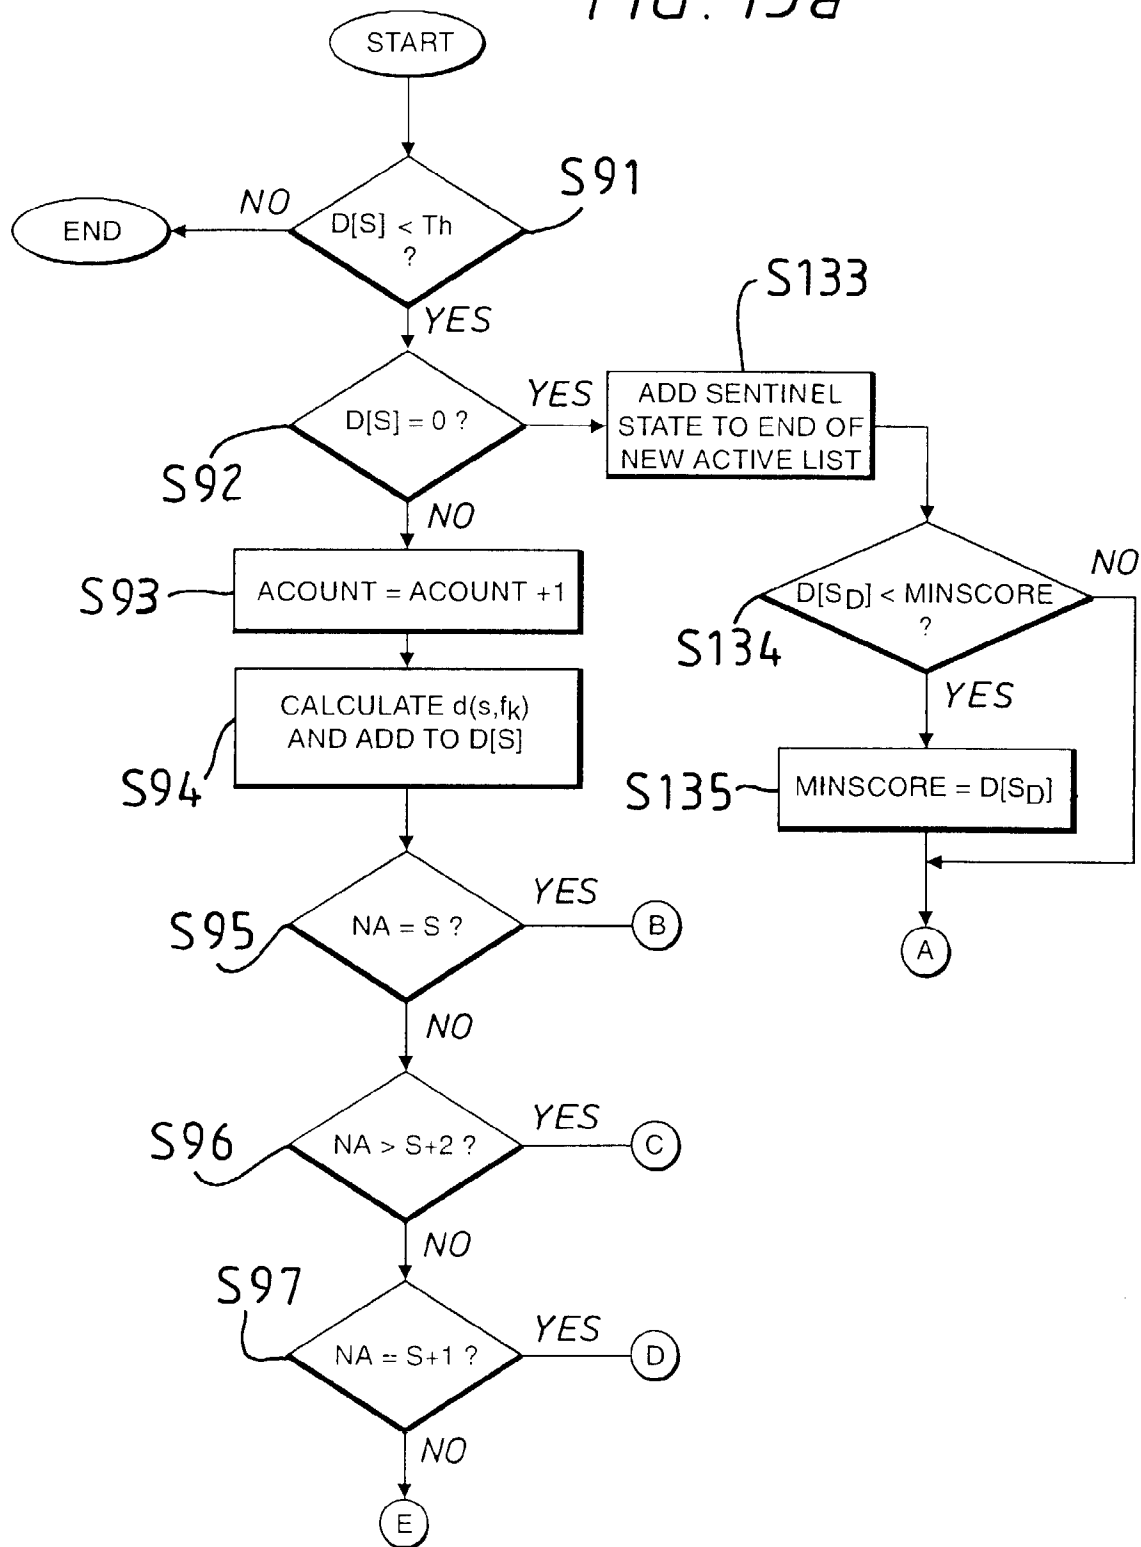 FIG. 15a
START
S91
NO
D[S] < Th
?
END
YES
S133
D[S] = 0 ?
YES
ADD SENTINEL
STATE TO END OF
NEW ACTIVE LIST
S92
NO
S93
ACOUNT = ACOUNT +1
D[SD] < MINSCORE
?
NO
S134
CALCULATE d(s,fk)
AND ADD TO D[S]
YES
S94
S135
MINSCORE = D[SD]
S95
NA = S ?
YES
B
A
NO
S96
NA > S+2 ?
YES
C
NO
S97
NA = S+1 ?
YES
D
NO
E